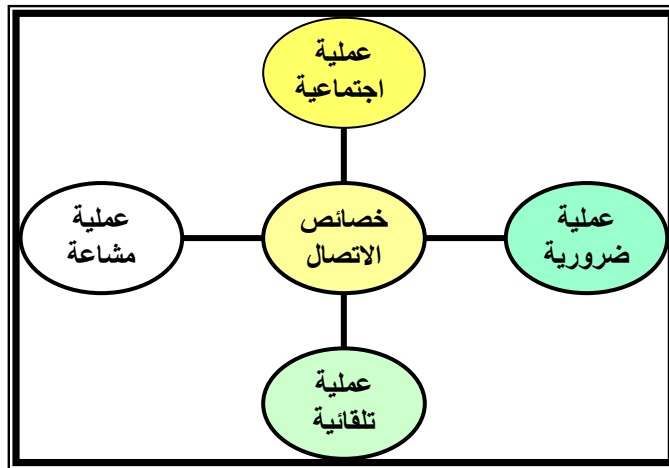 عملية
اجتماعية
خصائص
الاتصال
عملية
ضرورية
عملية
مشاعة
عملية
تلقائية